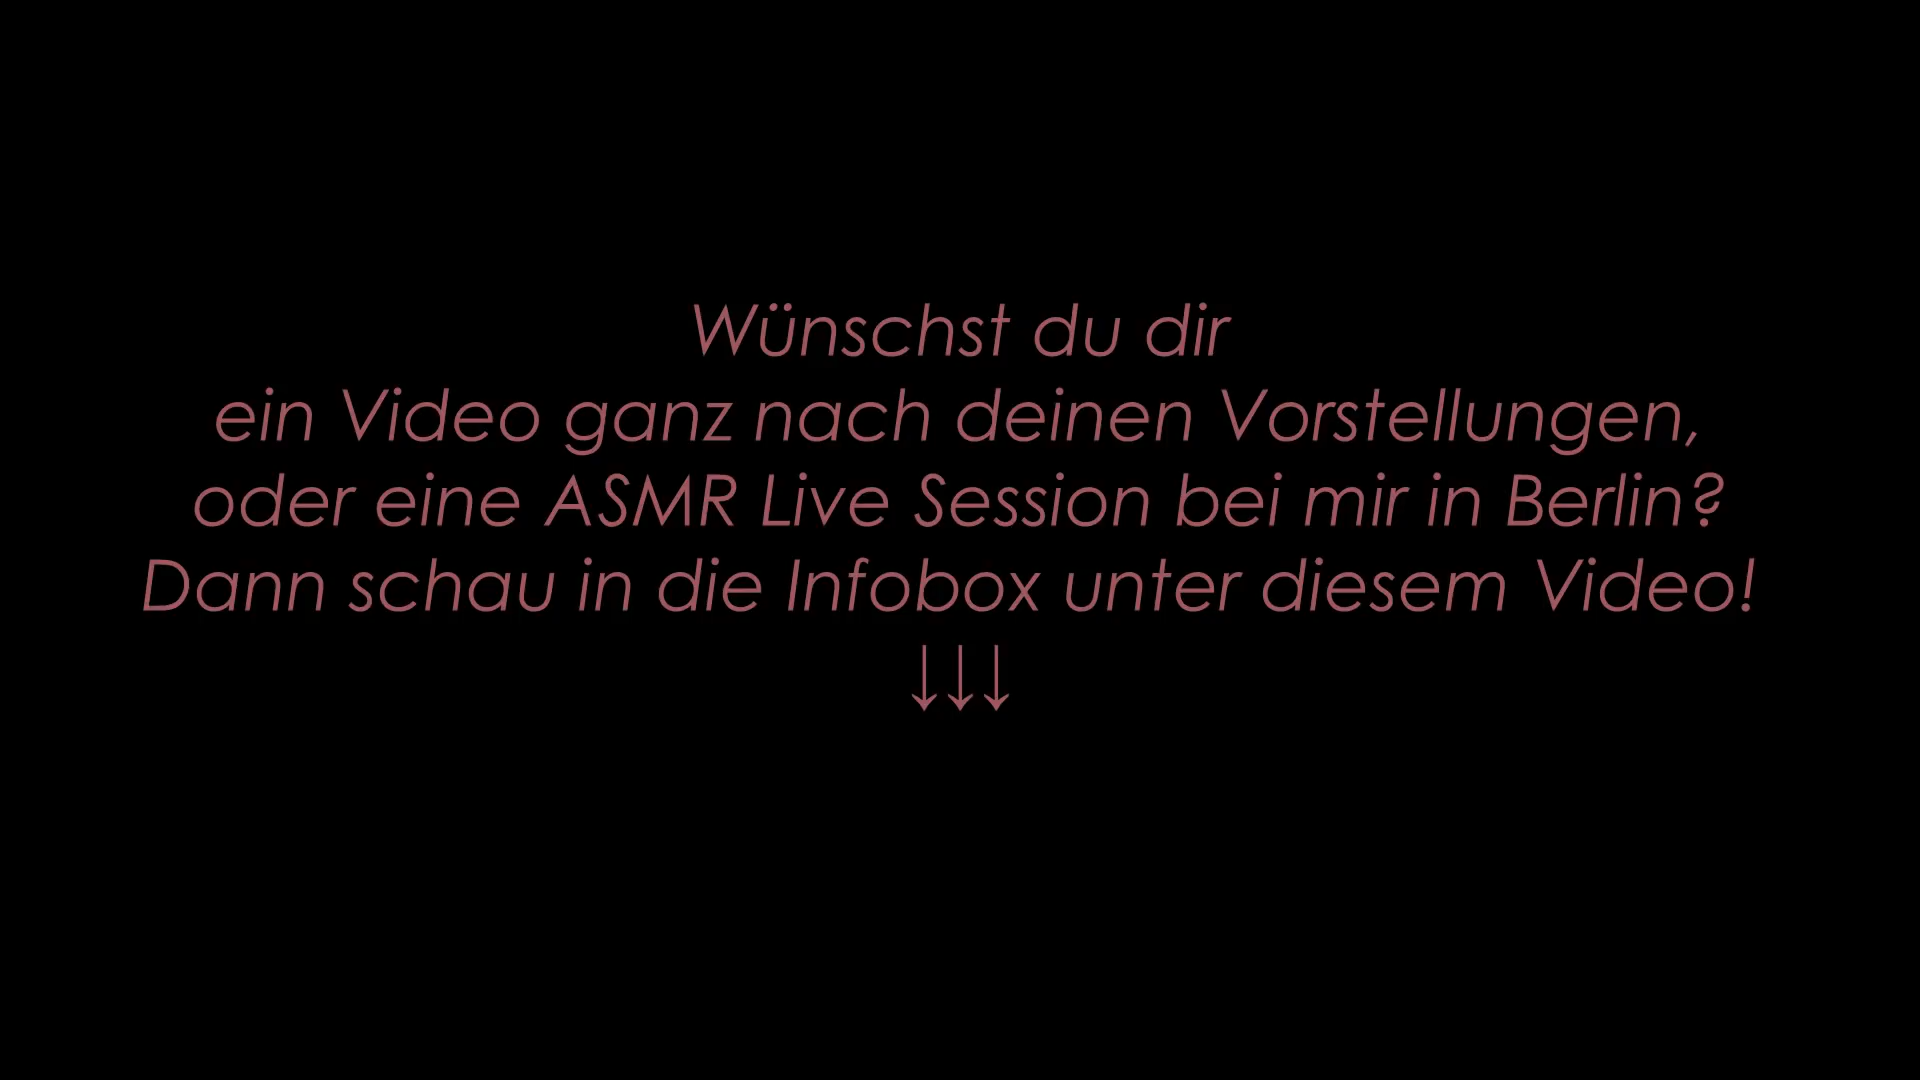 Wünschst du dir
ein Video ganz nach deinen Vorstellungen,
oder eine ASMR Live Session bei mir in Berlin?
Dann schau in die Infobox unter diesem Video!
↓↓↓